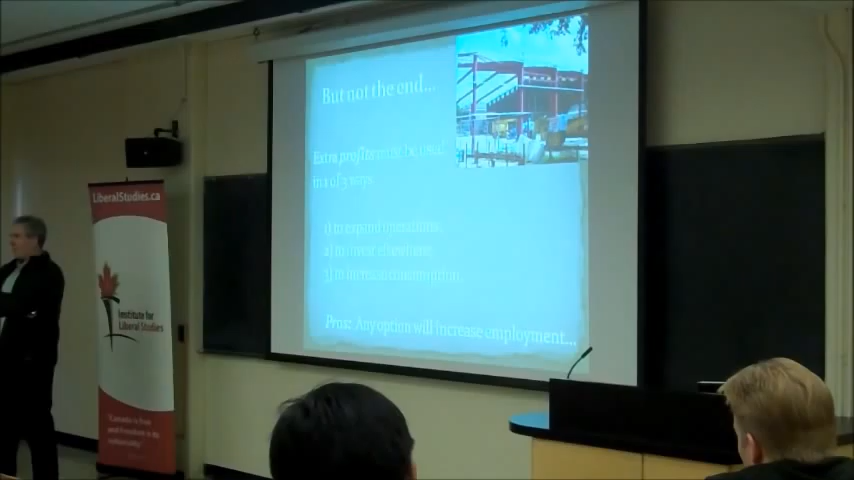 But not the end...
Extra profits must be used
in 1 of 3 ways
1) to expand operations;
2) to invest elsewhere;
3) to increase consumption.
Pros: Any option will increase employment...
LiberalStudies.ca
Institute for
Liberal Studies